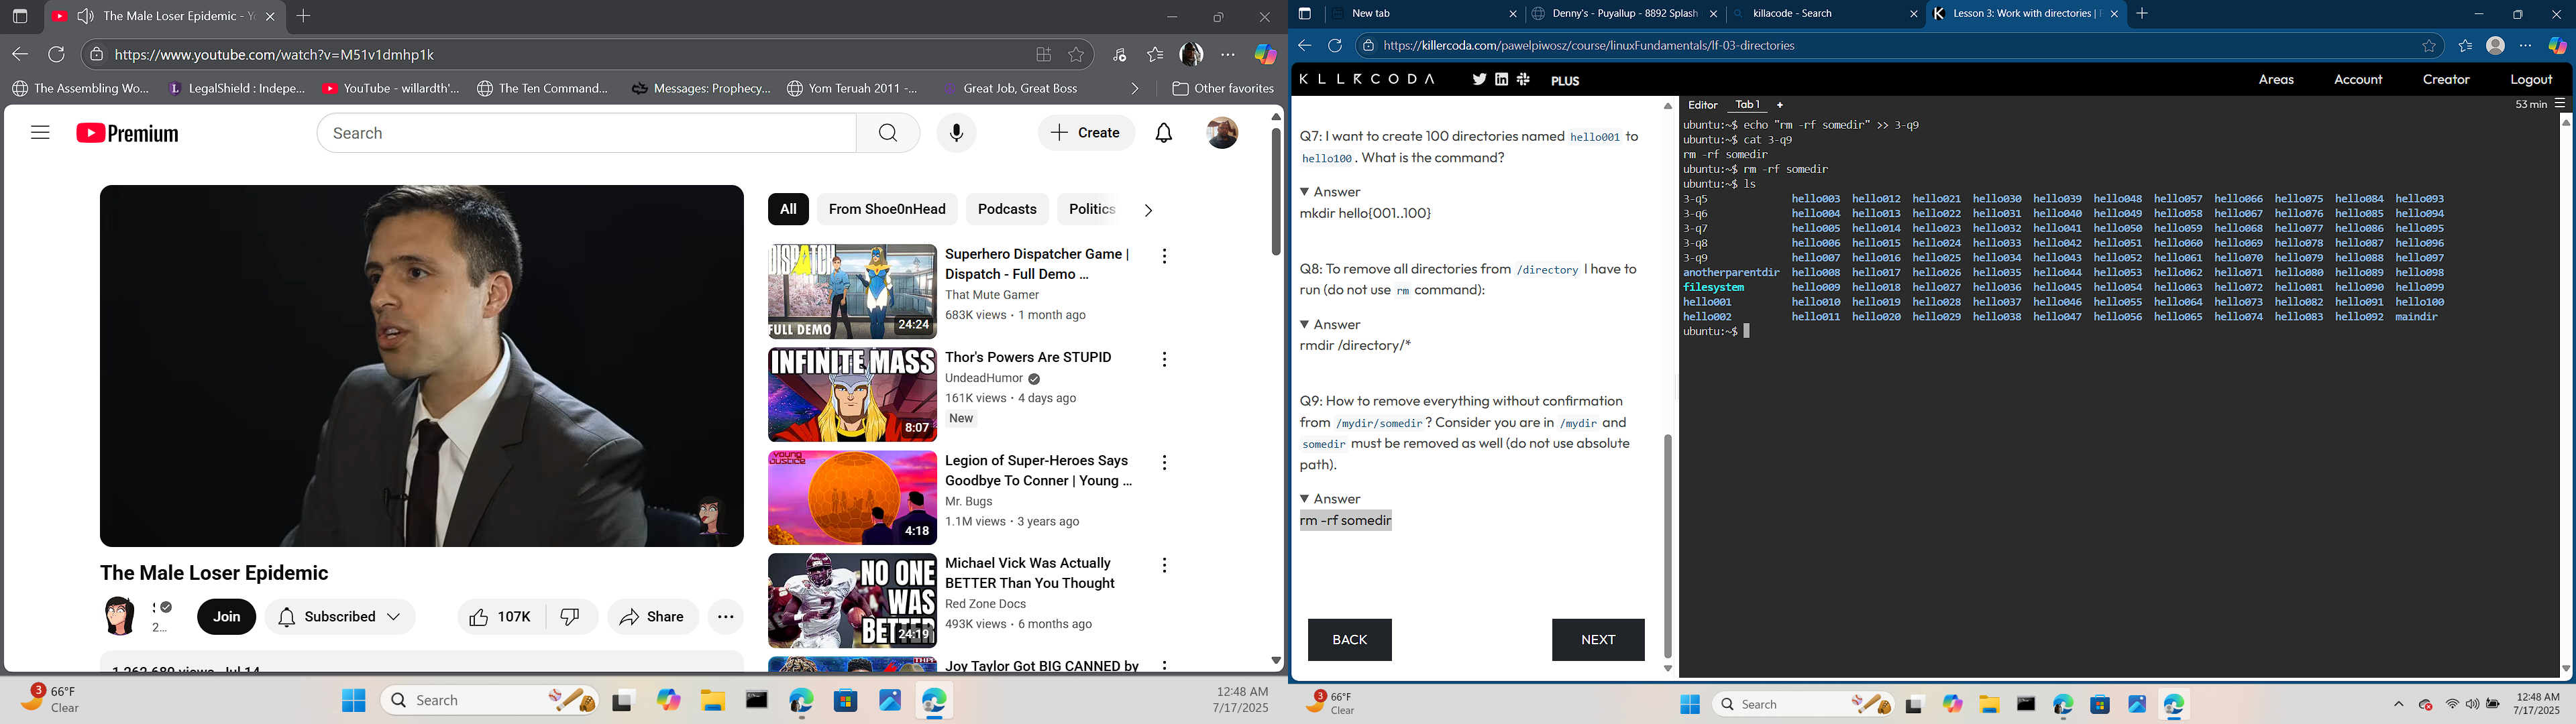 The Male Loser Epidemic - Yo
https://www.youtube.com/watch?v=M51v1dmhp1k
The Assembling Wo...
LegalShield : Indepe...
YouTube - willardth'...
The Ten Command...
Messages: Prophecy...
Yom Teruah 2011 -...
Great Job, Great Boss
Other favorites
Premium
Search
Create
All
From Shoe0nHead
Podcasts
Politics
DISPATCH
FULL DEMO
24:24
Superhero Dispatcher Game |
Dispatch - Full Demo ...
That Mute Gamer
683K views • 1 month ago
INFINITE MASS
8:07
Thor's Powers Are STUPID
UndeadHumor
161K views • 4 days ago
New
YOUNG JUSTICE
4:18
Legion of Super-Heroes Says
Goodbye To Conner | Young ...
Mr. Bugs
1.1M views • 3 years ago
NO ONE
WAS
BETTER
24:19
Michael Vick Was Actually
BETTER Than You Thought
Red Zone Docs
493K views • 6 months ago
Joy Taylor Got BIG CANNED by
The Male Loser Epidemic
2...
Join
Subscribed
107K
Share
1,262,680 views Jul 14
3
66°F
Clear
Search
12:48 AM
7/17/2025
New tab
Denny's - Puyallup - 8892 Splash
killacode - Search
Lesson 3: Work with directories |
https://killercoda.com/pawelpiwosz/course/linuxFundamentals/lf-03-directories
KILLERCODA
PLUS
Areas
Account
Creator
Logout
Q7: I want to create 100 directories named hello001 to
hello100. What is the command?
Answer
mkdir hello{001..100}
Q8: To remove all directories from /directory I have to
run (do not use rm command):
Answer
rmdir /directory/*
Q9: How to remove everything without confirmation
from /mydir/somedir? Consider you are in /mydir and
somedir must be removed as well (do not use absolute
path).
Answer
rm -rf somedir
BACK
NEXT
Editor
Tab 1
+
53 min
ubuntu:~$ echo "rm -rf somedir" >> 3-q9
ubuntu:~$ cat 3-q9
rm -rf somedir
ubuntu:~$ rm -rf somedir
ubuntu:~$ ls
3-q5 hello003 hello012 hello021 hello030 hello039 hello048 hello057 hello066 hello075 hello084 hello093
3-q6 hello004 hello013 hello022 hello031 hello040 hello049 hello058 hello067 hello076 hello085 hello094
3-q7 hello005 hello014 hello023 hello032 hello041 hello050 hello059 hello068 hello077 hello086 hello095
3-q8 hello006 hello015 hello024 hello033 hello042 hello051 hello060 hello069 hello078 hello087 hello096
3-q9 hello007 hello016 hello025 hello034 hello043 hello052 hello061 hello070 hello079 hello088 hello097
anotherparentdir hello008 hello017 hello026 hello035 hello044 hello053 hello062 hello071 hello080 hello089 hello098
filesystem hello009 hello018 hello027 hello036 hello045 hello054 hello063 hello072 hello081 hello090 hello099
hello001 hello010 hello019 hello028 hello037 hello046 hello055 hello064 hello073 hello082 hello091 hello100
hello002 hello011 hello020 hello029 hello038 hello047 hello056 hello065 hello074 hello083 hello092 maindir
ubuntu:~$
3
66°F
Clear
Search
12:48 AM
7/17/2025